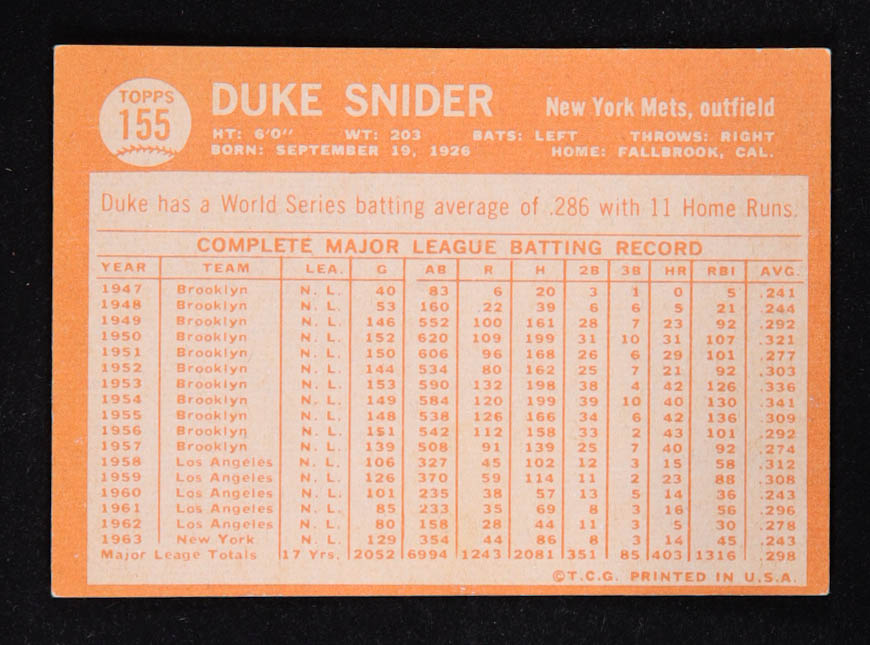 TOPPS 155
DUKE SNIDER New York Mets, outfield
HT: 6'0" WT: 203 BATS: LEFT THROWS: RIGHT
BORN: SEPTEMBER 19, 1926 HOME: FALLBROOK, CAL.
Duke has a World Series batting average of .286 with 11 Home Runs.
COMPLETE MAJOR LEAGUE BATTING RECORD
YEAR TEAM LEA. G AB R H 2B 3B HR RBI AVG.
1947 Brooklyn N. L. 40 83 6 20 3 1 0 5 .241
1948 Brooklyn N. L. 53 160 22 39 6 6 5 21 .244
1949 Brooklyn N. L. 146 552 100 161 28 7 23 92 .292
1950 Brooklyn N. L. 152 620 109 199 31 10 31 107 .321
1951 Brooklyn N. L. 150 606 96 168 26 6 29 101 .277
1952 Brooklyn N. L. 144 534 80 162 25 7 21 92 .303
1953 Brooklyn N. L. 153 590 132 198 38 4 42 126 .336
1954 Brooklyn N. L. 149 584 120 199 39 10 40 130 .341
1955 Brooklyn N. L. 148 538 126 166 34 6 42 136 .309
1956 Brooklyn N. L. 151 542 112 158 33 2 43 101 .292
1957 Brooklyn N. L. 139 508 91 139 25 7 40 92 .274
1958 Los Angeles N. L. 106 327 45 102 12 3 15 58 .312
1959 Los Angeles N. L. 126 370 59 114 11 2 23 88 .308
1960 Los Angeles N. L. 101 235 38 57 13 5 14 36 .243
1961 Los Angeles N. L. 85 233 35 69 8 3 16 56 .296
1962 Los Angeles N. L. 80 158 28 44 11 3 5 30 .278
1963 New York N. L. 129 354 44 86 8 3 14 45 .243
Major Leage Totals 17 Yrs. 2052 6994 1243 2081 351 85 403 1316 .298
©T.C.G. PRINTED IN U.S.A.